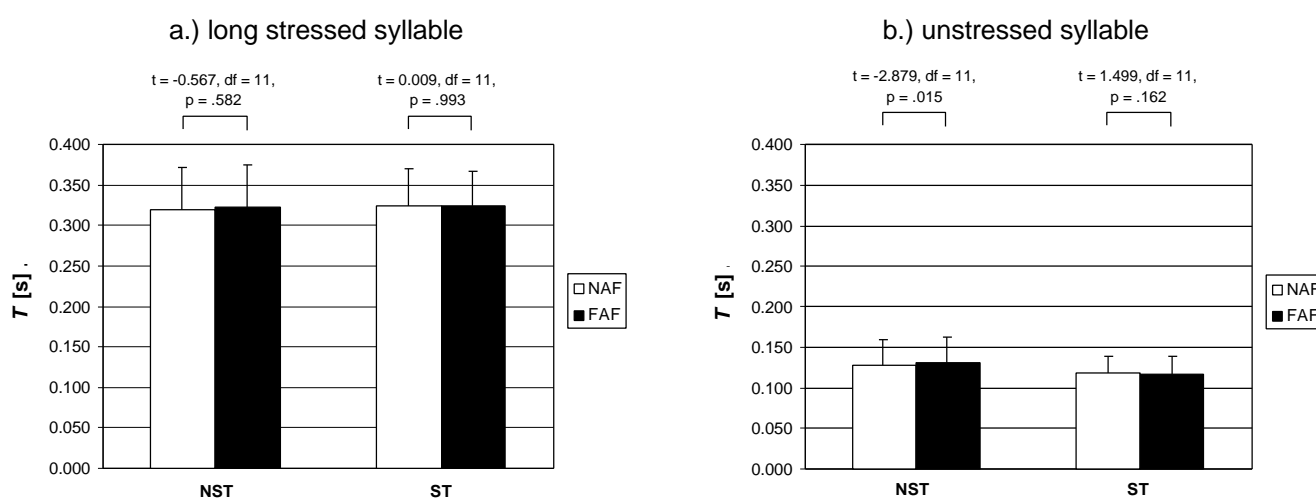 a.) long stressed syllable
t = -0.567, df = 11,
p = .582
t = 0.009, df = 11,
p = .993
0.400
0.350
0.300
0.250
0.200
0.150
0.100
0.050
0.000
T [s]
NST
ST
NAF
FAF
b.) unstressed syllable
t = -2.879, df = 11,
p = .015
t = 1.499, df = 11,
p = .162
0.400
0.350
0.300
0.250
0.200
0.150
0.100
0.050
0.000
T [s]
NST
ST
NAF
FAF